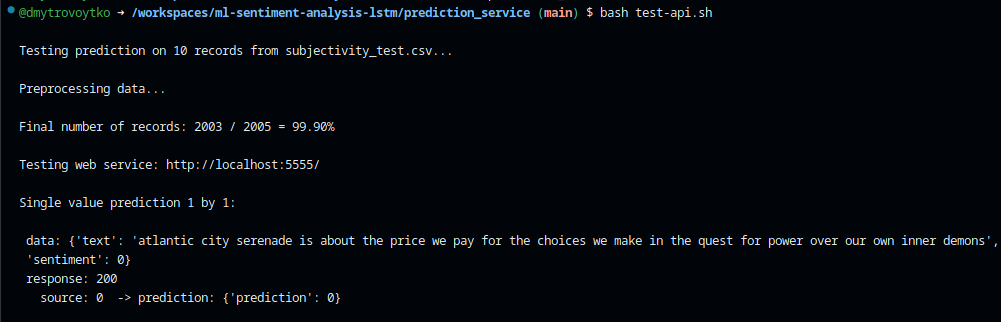 @dmytrovoytko → /workspaces/ml-sentiment-analysis-lstm/prediction_service (main) $ bash test-api.sh
Testing prediction on 10 records from subjectivity_test.csv...
Preprocessing data...
Final number of records: 2003 / 2005 = 99.90%
Testing web service: http://localhost:5555/
Single value prediction 1 by 1:
data: {'text': 'atlantic city serenade is about the price we pay for the choices we make in the quest for power over our own inner demons',
'sentiment': 0}
response: 200
source: 0 -> prediction: {'prediction': 0}